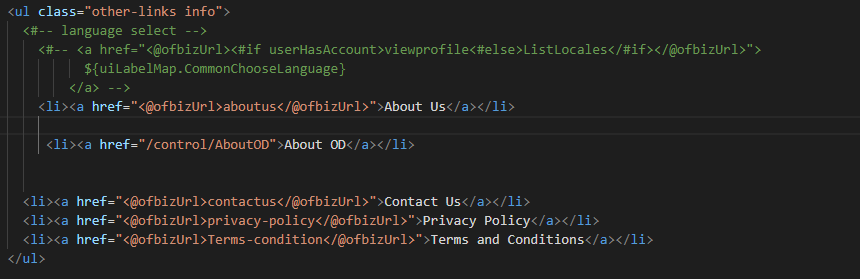 <ul class="other-links info">
<#-- language select -->
<#-- <a href="<@ofbizUrl><#if userHasAccount>viewprofile<#else>ListLocales</#if></@ofbizUrl>">
${uiLabelMap.CommonChooseLanguage}
</a> -->
<li><a href="<@ofbizUrl>aboutus</@ofbizUrl>">About Us</a></li>
<li><a href="/control/AboutOD">About OD</a></li>
<li><a href="<@ofbizUrl>contactus</@ofbizUrl>">Contact Us</a></li>
<li><a href="<@ofbizUrl>privacy-policy</@ofbizUrl>">Privacy Policy</a></li>
<li><a href="<@ofbizUrl>Terms-condition</@ofbizUrl>">Terms and Conditions</a></li>
</ul>